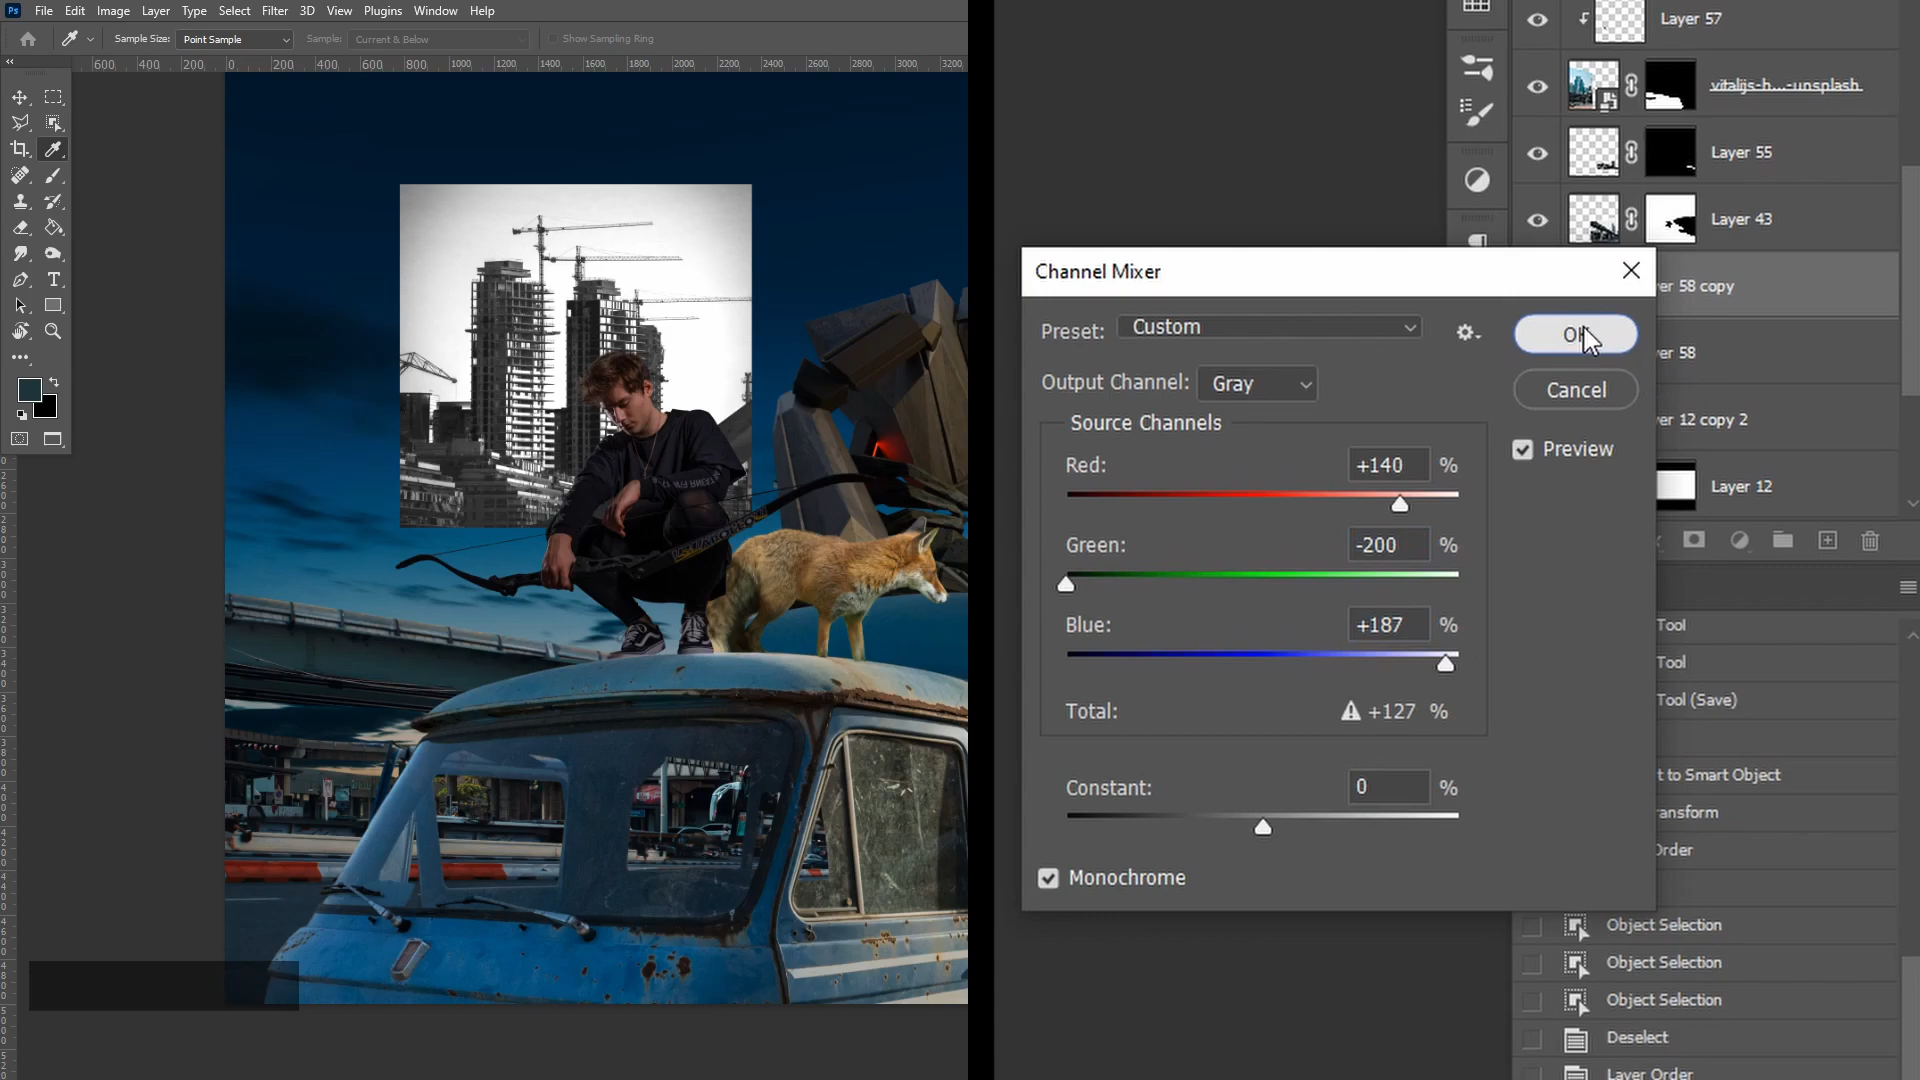 Ps File Edit Image Layer Type Select Filter 3D View Plugins Window Help
Sample Size: Point Sample Sample: Current & Below Show Sampling Ring
600 400 200 0 200 400 600 800 1000 1200 1400 1600 1800 2000 2200 2400 2600 2800 3000 3200
Layer 57
vitalijs-h...-unsplash
Layer 55
Layer 43
er 58 copy
er 58
er 12 copy 2
Layer 12
Channel Mixer
Preset: Custom
OK
Output Channel: Gray
Cancel
Source Channels
Preview
Red: +140 %
Green: -200 %
Blue: +187 %
Total: +127 %
Constant: 0 %
Monochrome
Tool
Tool
Tool (Save)
t to Smart Object
ransform
Order
Object Selection
Object Selection
Object Selection
Deselect
Layer Order